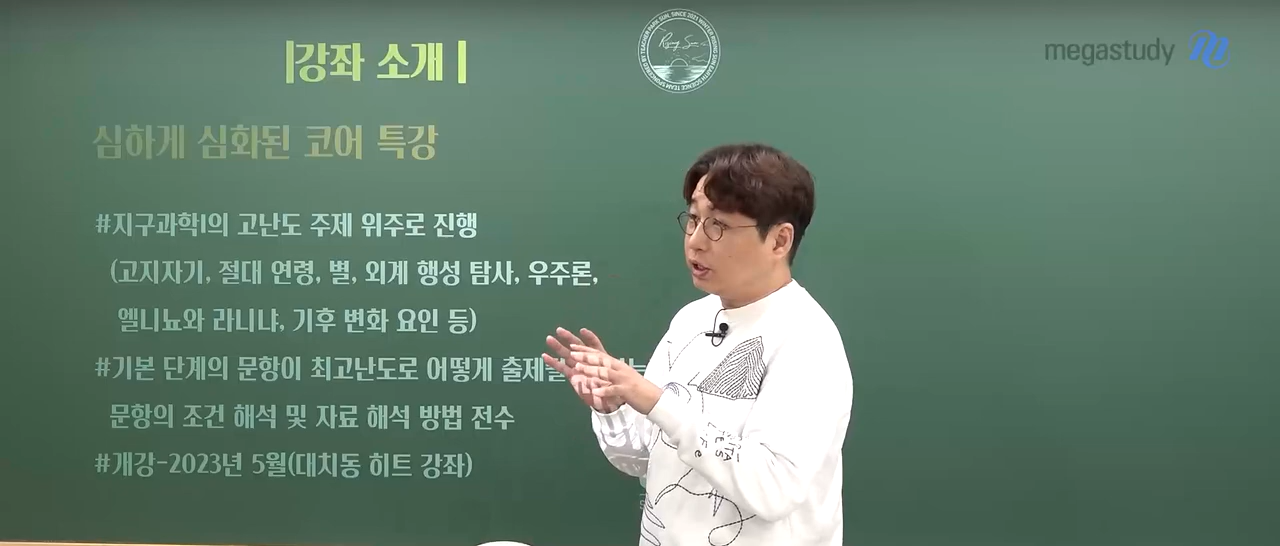 |강좌 소개|
심하게 심화된 코어 특강
#지구과학I의 고난도 주제 위주로 진행
(고지자기, 절대 연령, 별, 외계 행성 탐사, 우주론,
엘니뇨와 라니냐, 기후 변화 요인 등)
#기본 단계의 문항이 최고난도로 어떻게
문항의 조건 해석 및 자료 해석 방법 전수
#개강-2023년 5월(대치동 히트 강좌)
Rising Sun
megastudy